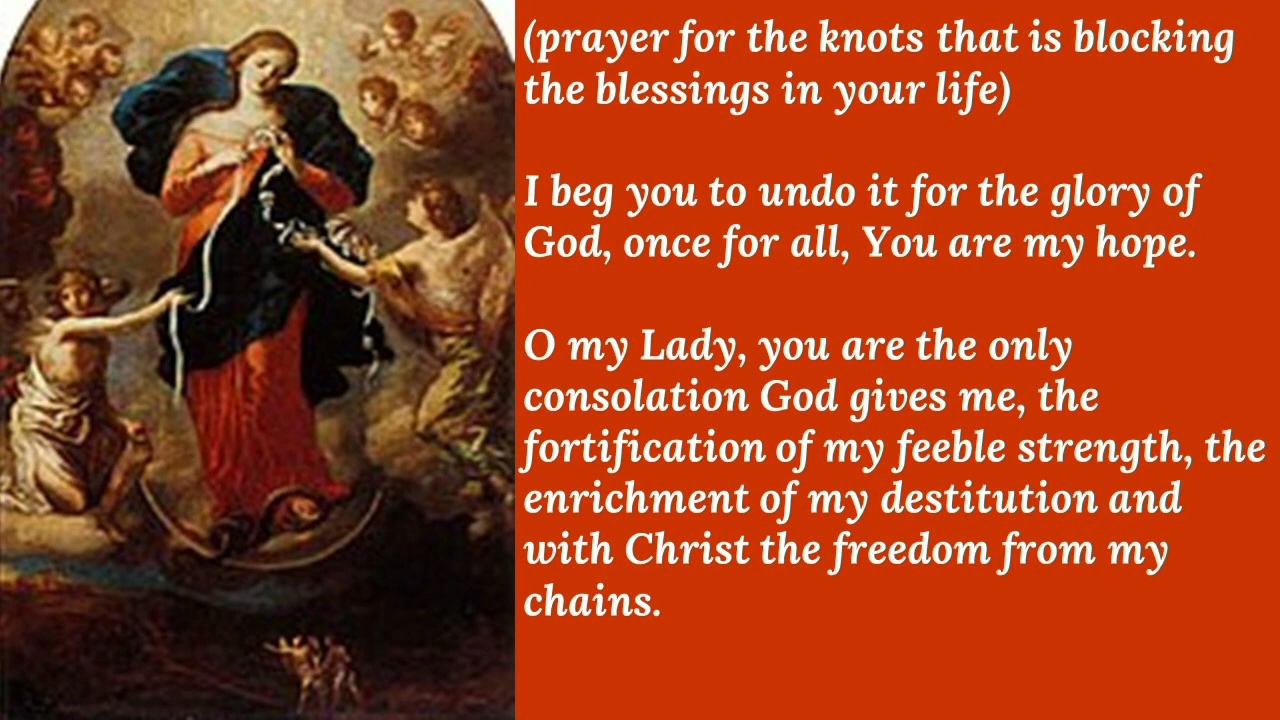 (prayer for the knots that is blocking
the blessings in your life)
I beg you to undo it for the glory of
God, once for all, You are my hope.
O my Lady, you are the only
consolation God gives me, the
fortification of my feeble strength, the
enrichment of my destitution and
with Christ the freedom from my
chains.